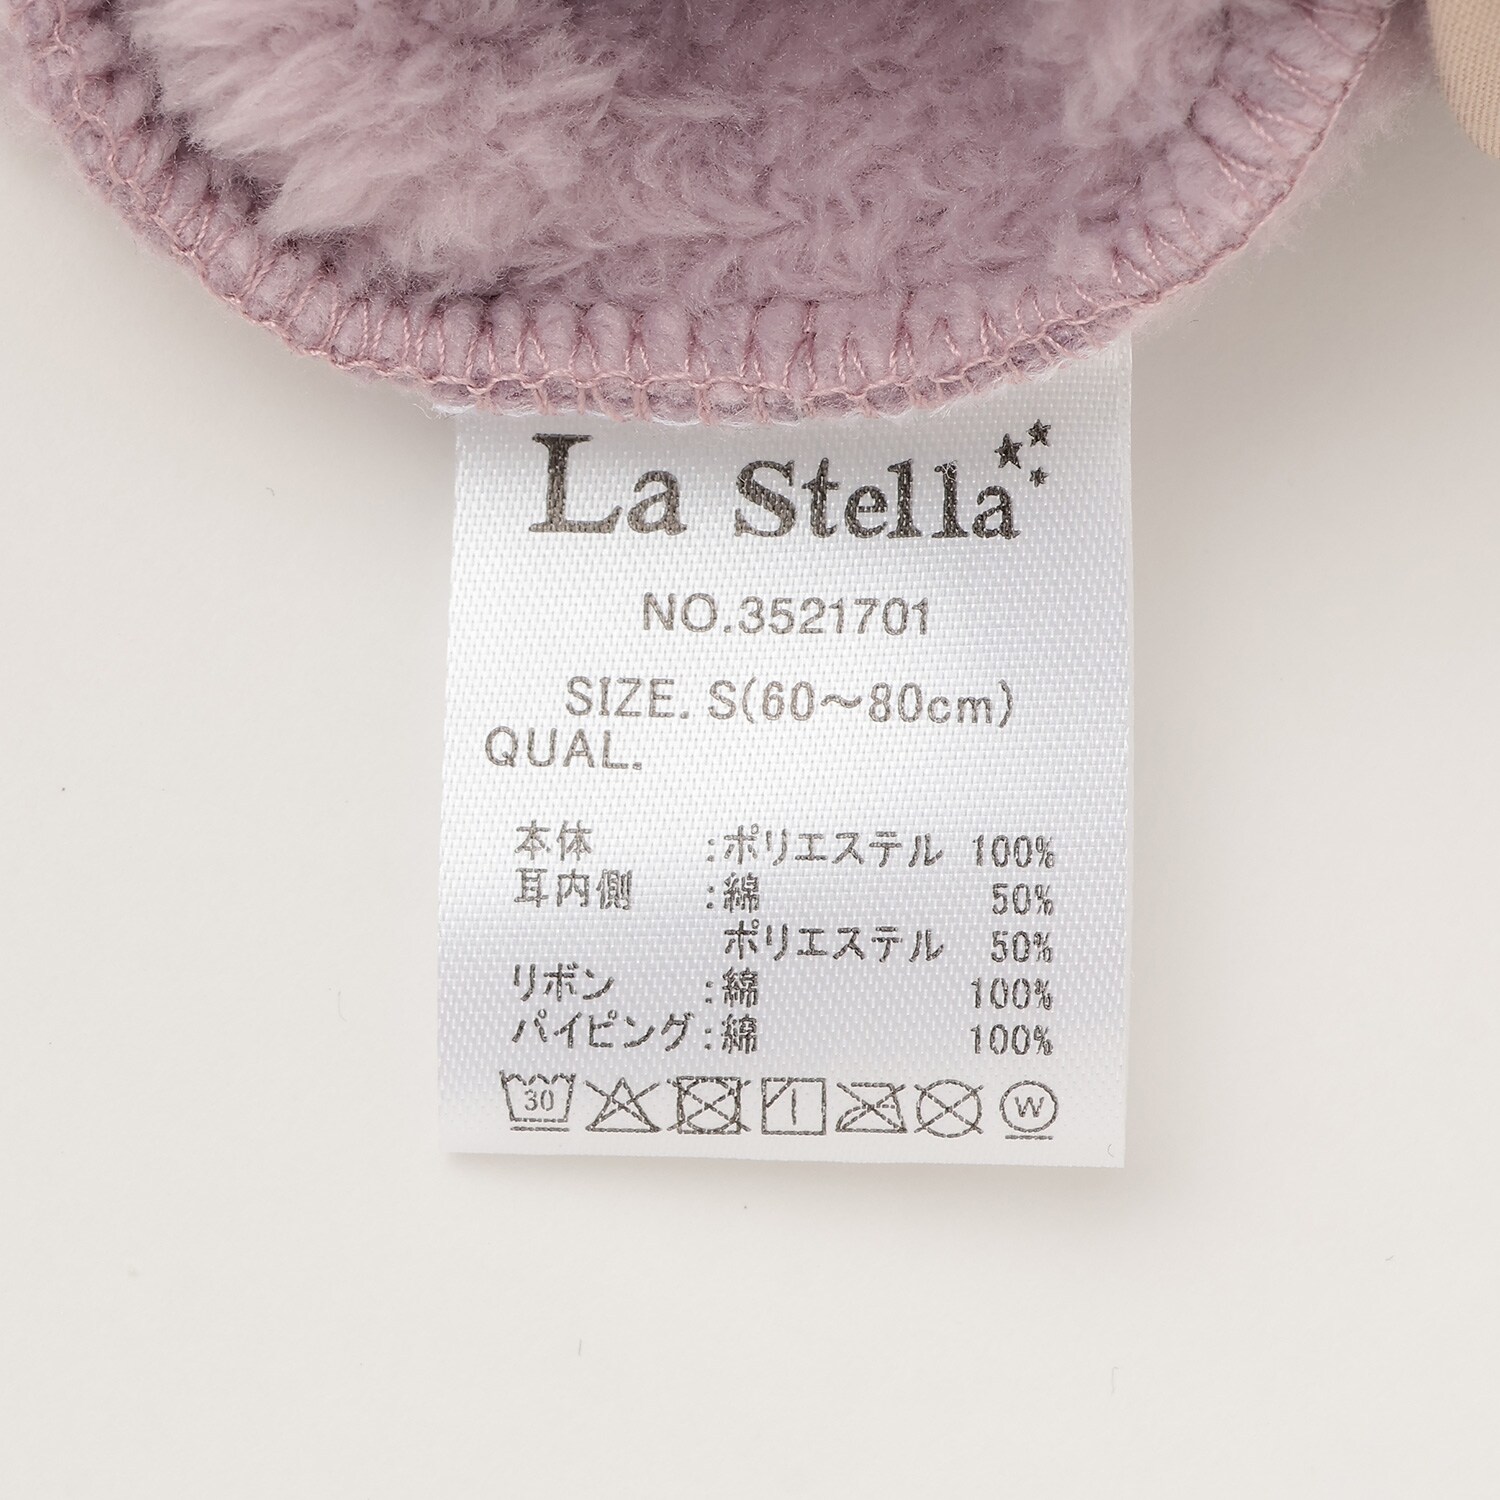 La Stella
NO.3521701
SIZE. S(60～80cm)
QUAL.
本体 :ポリエステル 100%
耳内側 :綿 50%
ポリエステル 50%
リボン :綿 100%
パイピング:綿 100%
30 W